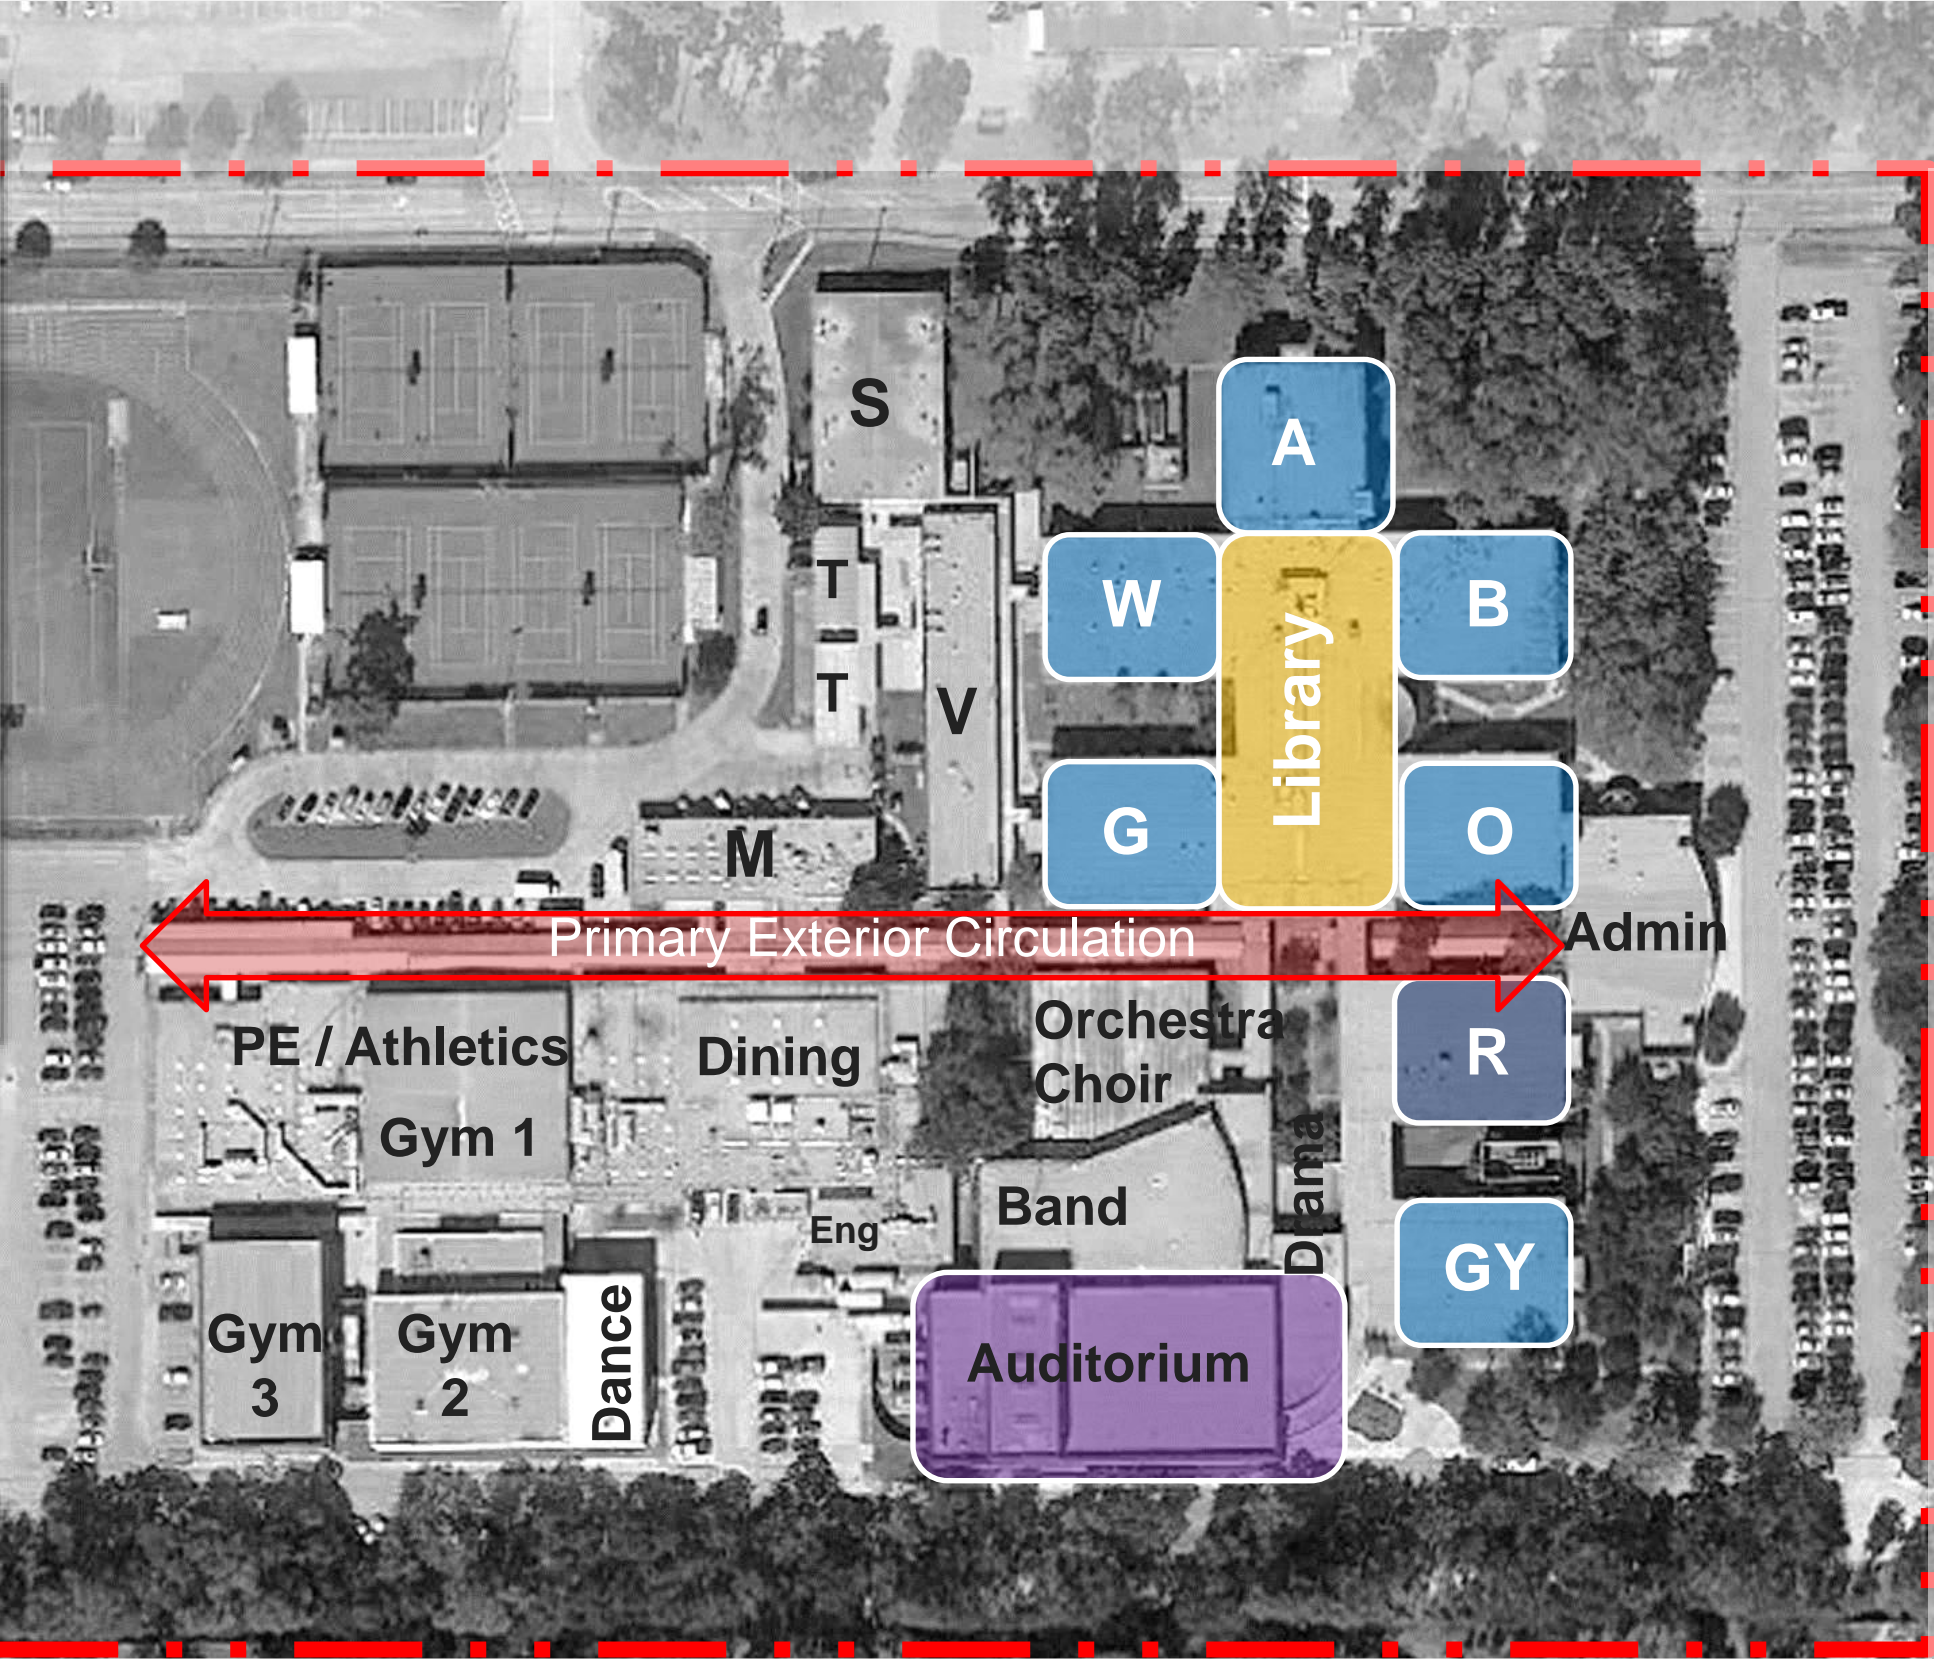 S
A
T
W
B
Library
T
V
G
O
M
Primary Exterior Circulation
Admin
Orchestra
Choir
PE / Athletics
Dining
R
Gym 1
Drama
Band
Eng
GY
Gym
3
Gym
2
Dance
Auditorium